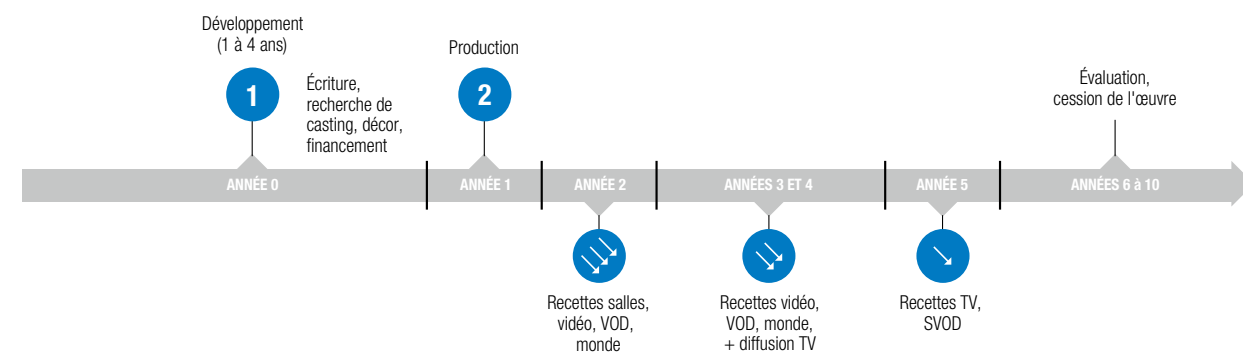 Développement
(1 à 4 ans)
1
Écriture,
recherche de
casting, décor,
financement
Production
2
Évaluation,
cession de l'œuvre
ANNÉE 0
ANNÉE 1
ANNÉE 2
ANNÉES 3 ET 4
ANNÉE 5
ANNÉES 6 à 10
Recettes salles,
vidéo, VOD,
monde
Recettes vidéo,
VOD, monde,
+ diffusion TV
Recettes TV,
SVOD